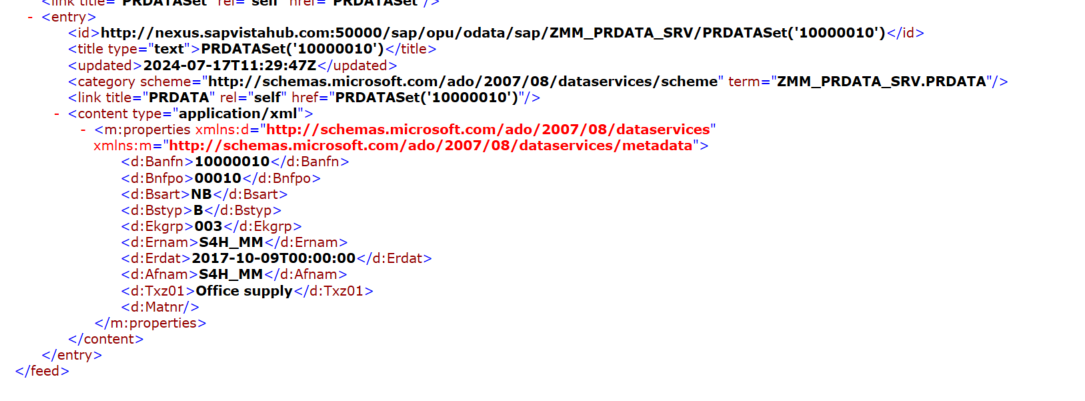 <link title="PRDATASet" rel="self" href="PRDATASet"/>
- <entry>
<id>http://nexus.sapvistahub.com:50000/sap/opu/odata/sap/ZMM_PRDATA_SRV/PRDATASet('10000010')</id>
<title type="text">PRDATASet('10000010')</title>
<updated>2024-07-17T11:29:47Z</updated>
<category scheme="http://schemas.microsoft.com/ado/2007/08/dataservices/scheme" term="ZMM_PRDATA_SRV.PRDATA"/>
<link title="PRDATA" rel="self" href="PRDATASet('10000010')"/>
- <content type="application/xml">
- <m:properties xmlns:d="http://schemas.microsoft.com/ado/2007/08/dataservices"
xmlns:m="http://schemas.microsoft.com/ado/2007/08/dataservices/metadata">
<d:Banfn>10000010</d:Banfn>
<d:Bnfpo>00010</d:Bnfpo>
<d:Bsart>NB</d:Bsart>
<d:Bstyp>B</d:Bstyp>
<d:Ekgrp>003</d:Ekgrp>
<d:Ernam>S4H_MM</d:Ernam>
<d:Erdat>2017-10-09T00:00:00</d:Erdat>
<d:Afnam>S4H_MM</d:Afnam>
<d:Txz01>Office supply</d:Txz01>
<d:Matnr/>
</m:properties>
</content>
</entry>
</feed>